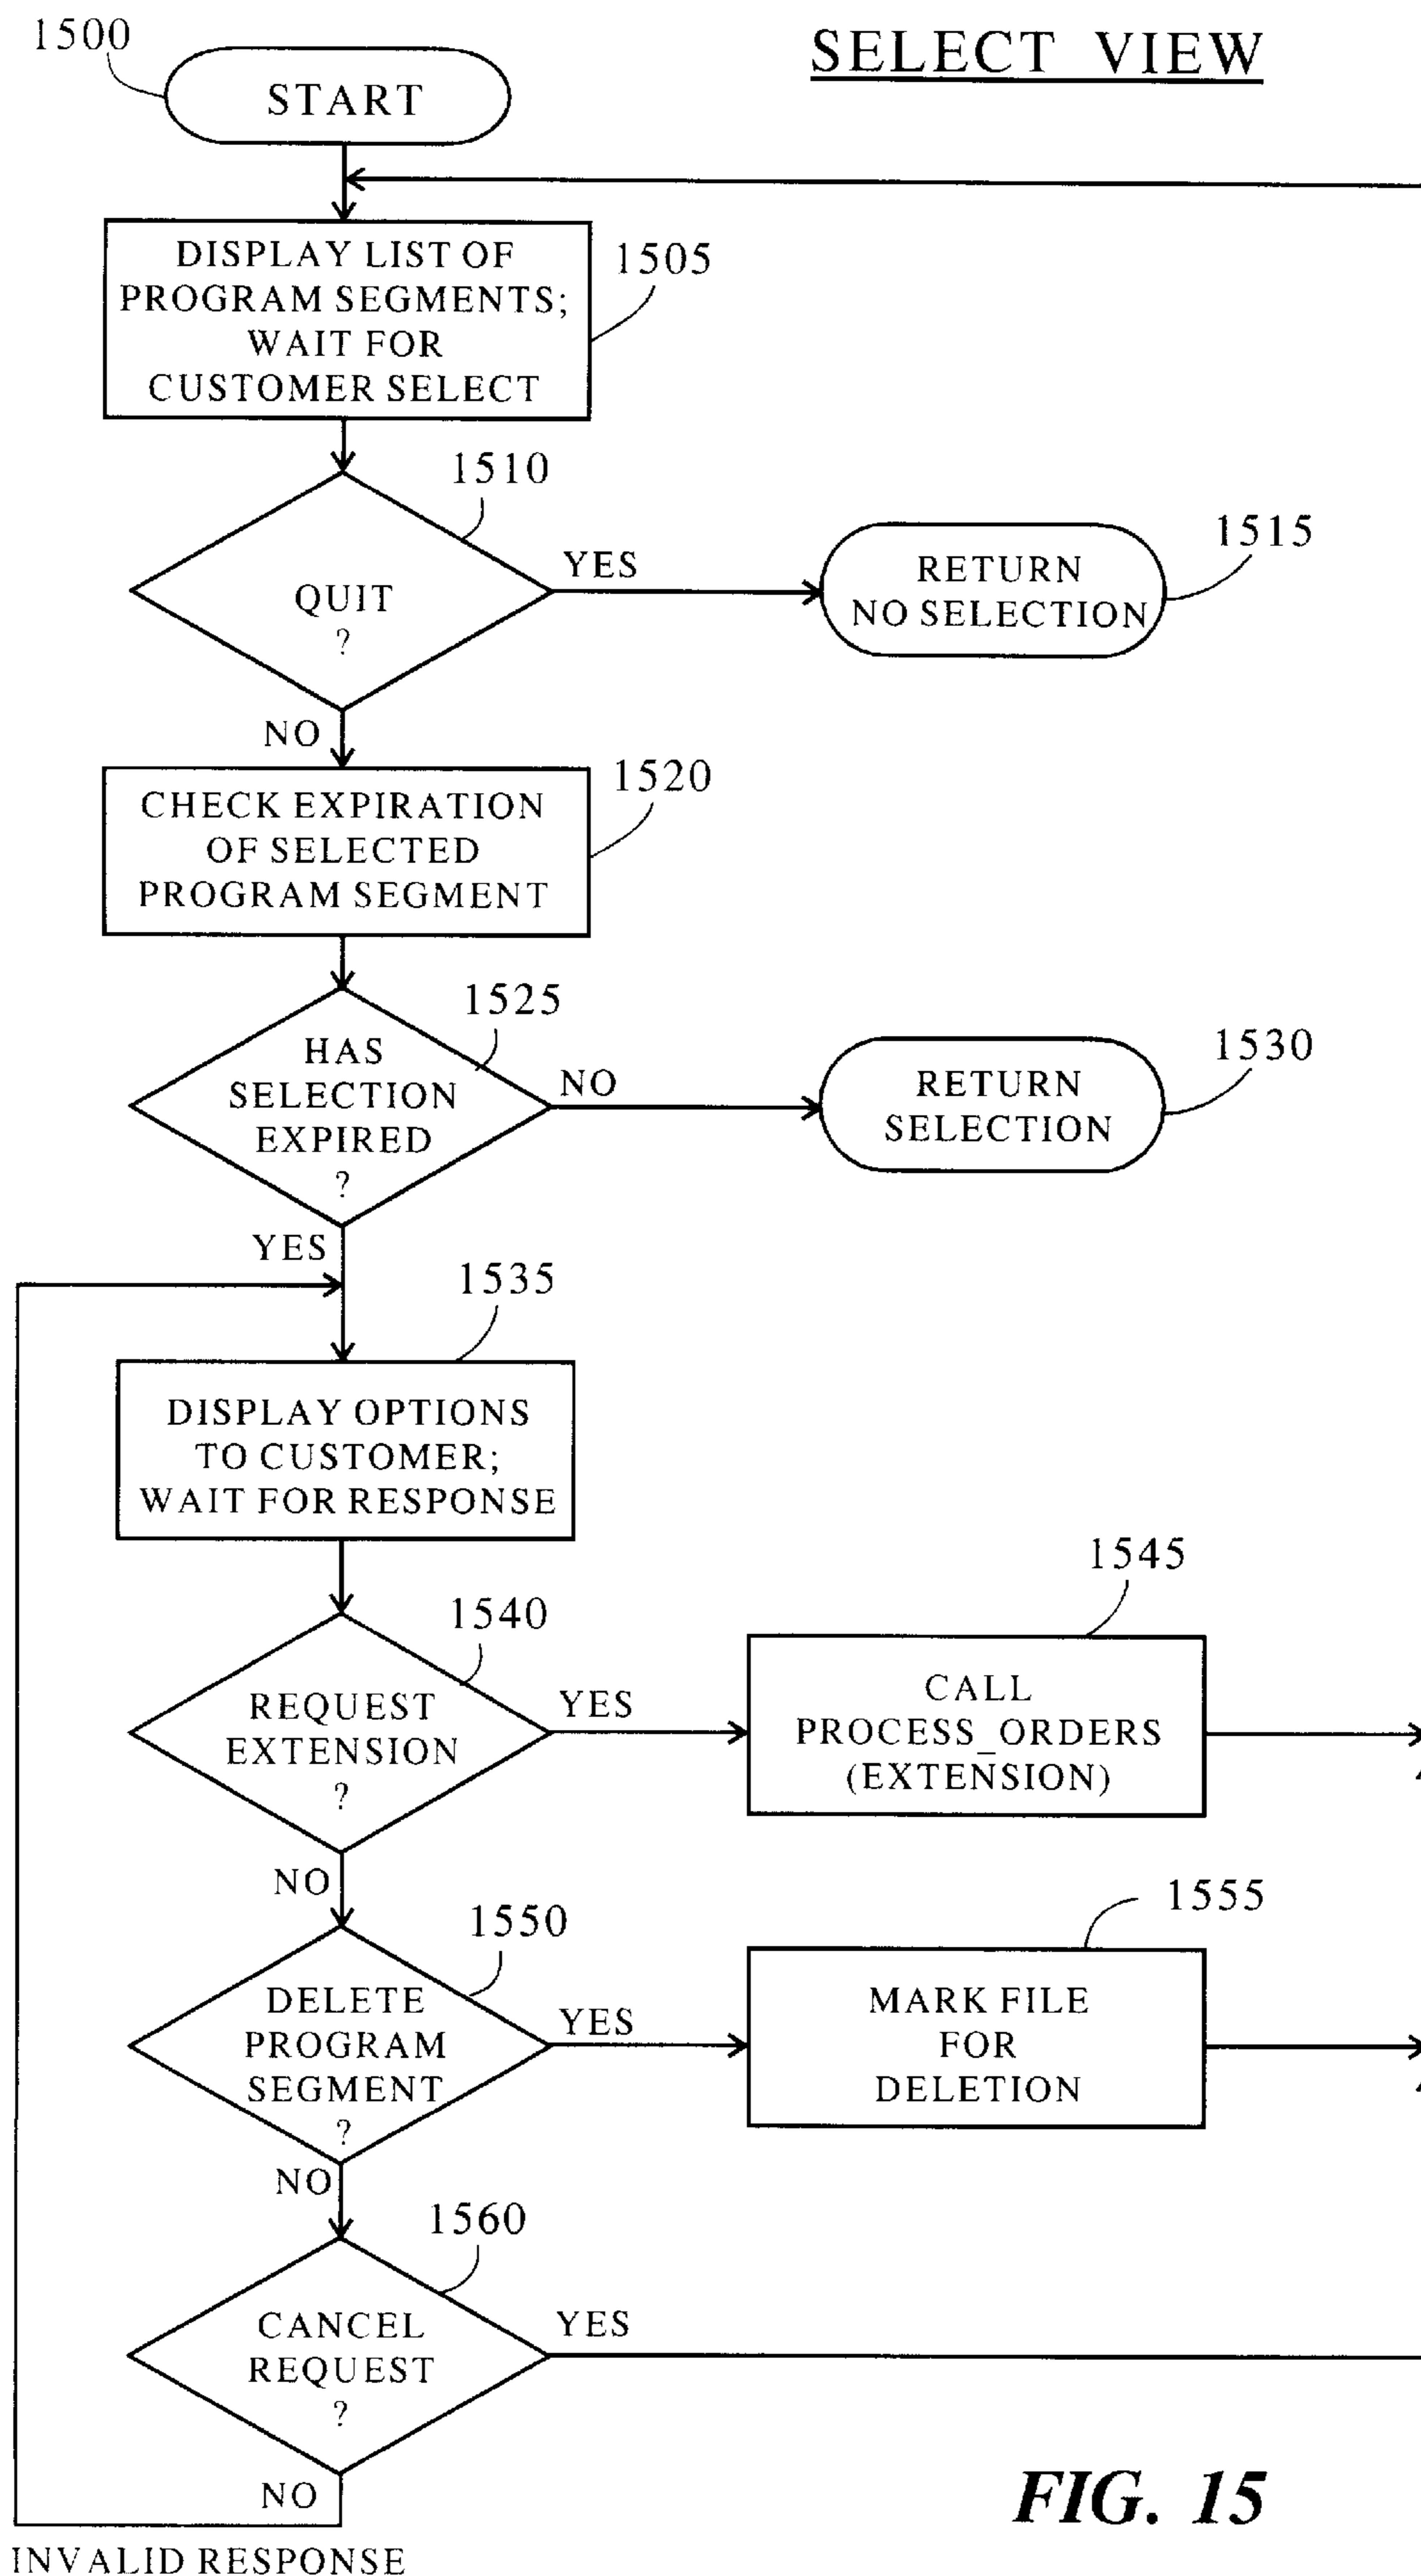 1500
SELECT VIEW
START
DISPLAY LIST OF
PROGRAM SEGMENTS;
WAIT FOR
CUSTOMER SELECT
1505
1510
QUIT
?
YES
RETURN
NO SELECTION
1515
NO
CHECK EXPIRATION
OF SELECTED
PROGRAM SEGMENT
1520
1525
HAS
SELECTION
EXPIRED
?
NO
RETURN
SELECTION
1530
YES
1535
DISPLAY OPTIONS
TO CUSTOMER;
WAIT FOR RESPONSE
1540
REQUEST
EXTENSION
?
YES
1545
CALL
PROCESS_ORDERS
(EXTENSION)
NO
1550
DELETE
PROGRAM
SEGMENT
?
YES
1555
MARK FILE
FOR
DELETION
NO
1560
CANCEL
REQUEST
?
YES
NO
INVALID RESPONSE
FIG. 15